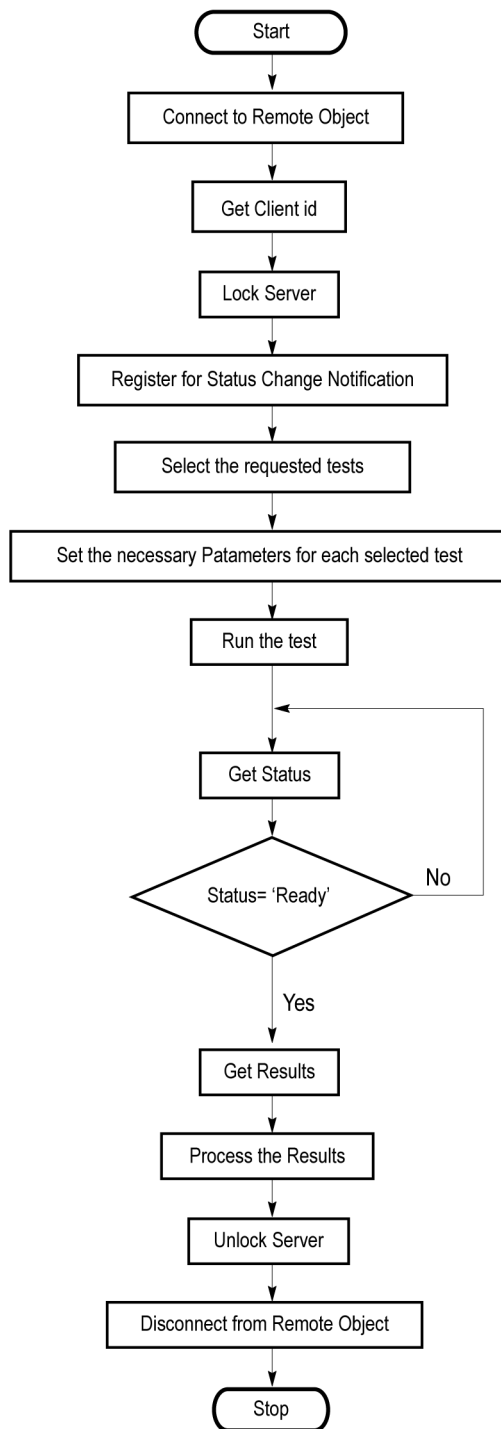 Start
Connect to Remote Object
Get Client id
Lock Server
Register for Status Change Notification
Select the requested tests
Set the necessary Patameters for each selected test
Run the test
Get Status
Status= ‘Ready’
No
Yes
Get Results
Process the Results
Unlock Server
Disconnect from Remote Object
Stop